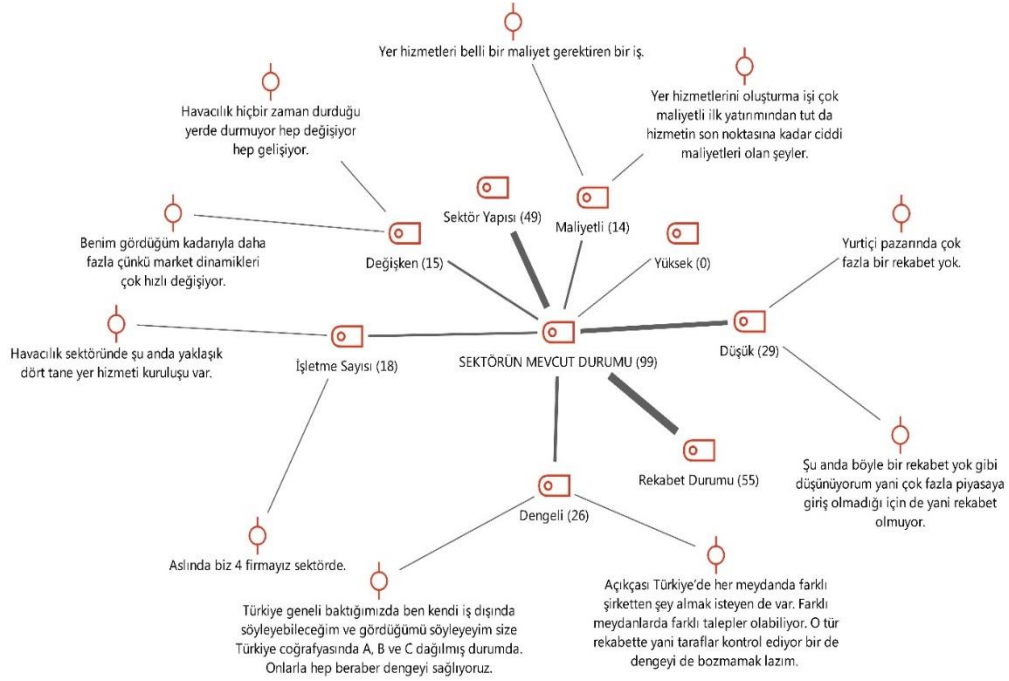 Yer hizmetleri belli bir maliyet gerektiren bir iş.
Havacılık hiçbir zaman durduğu
yerde durmuyor hep değişiyor
hep gelişiyor.
Yer hizmetlerini oluşturma işi çok
maliyetli ilk yatırımından tut da
hizmetin son noktasına kadar ciddi
maliyetleri olan şeyler.
Sektör Yapısı (49)
Maliyetli (14)
Benim gördüğüm kadarıyla daha
fazla çünkü market dinamikleri
çok hızlı değişiyor.
Değişken (15)
Yüksek (0)
Yurtiçi pazarında çok
fazla bir rekabet yok.
Havacılık sektöründe şu anda yaklaşık
dört tane yer hizmeti kuruluşu var.
İşletme Sayısı (18)
SEKTÖRÜN MEVCUT DURUMU (99)
Düşük (29)
Rekabet Durumu (55)
Şu anda böyle bir rekabet yok gibi
düşünüyorum yani çok fazla piyasaya
giriş olmadığı için de yani rekabet
olmuyor.
Dengeli (26)
Aslında biz 4 firmayız sektörde.
Türkiye geneli baktığımızda ben kendi iş dışında
söyleyebileceğim ve gördüğümü söyleyeyim size
Türkiye coğrafyasında A, B ve C dağılmış durumda.
Onlarla hep beraber dengeyi sağlıyoruz.
Açıkçası Türkiye'de her meydanda farklı
şirketten şey almak isteyen de var. Farklı
meydanlarda farklı talepler olabiliyor. O tür
rekabette yani taraflar kontrol ediyor bir de
dengeyi de bozmamak lazım.